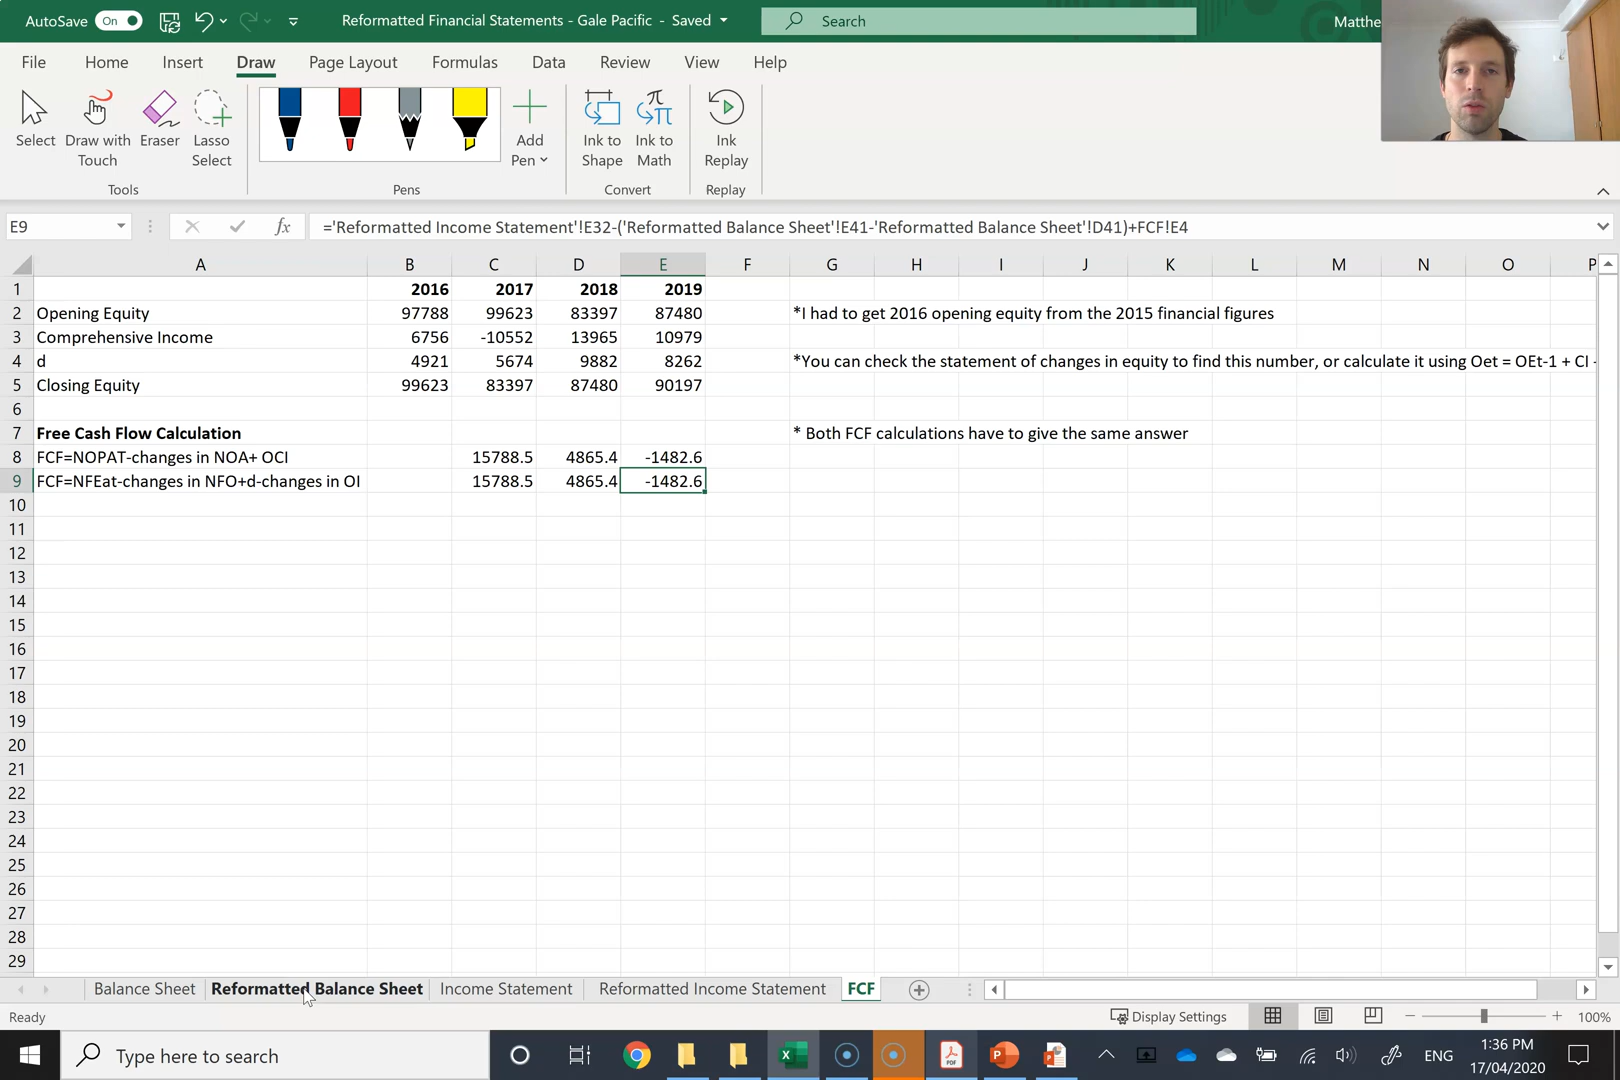 AutoSave On Reformatted Financial Statements - Gale Pacific - Saved Search Matthe
File Home Insert Draw Page Layout Formulas Data Review View Help
Select Draw with Touch Eraser Lasso Select Add Pen Ink to Shape Ink to Math Ink Replay
Tools Pens Convert Replay
E9 fx ='Reformatted Income Statement'!E32-('Reformatted Balance Sheet'!E41-'Reformatted Balance Sheet'!D41)+FCF!E4
A B C D E F G H I J K L M N O P
1 2016 2017 2018 2019
2 Opening Equity 97788 99623 83397 87480 *I had to get 2016 opening equity from the 2015 financial figures
3 Comprehensive Income 6756 -10552 13965 10979
4 d 4921 5674 9882 8262 *You can check the statement of changes in equity to find this number, or calculate it using Oet = OEt-1 + CI -
5 Closing Equity 99623 83397 87480 90197
6
7 Free Cash Flow Calculation * Both FCF calculations have to give the same answer
8 FCF=NOPAT-changes in NOA+ OCI 15788.5 4865.4 -1482.6
9 FCF=NFEat-changes in NFO+d-changes in OI 15788.5 4865.4 -1482.6
10
11
12
13
14
15
16
17
18
19
20
21
22
23
24
25
26
27
28
29
Balance Sheet Reformatted Balance Sheet Income Statement Reformatted Income Statement FCF
Ready Display Settings 100%
Type here to search ENG 1:36 PM
17/04/2020